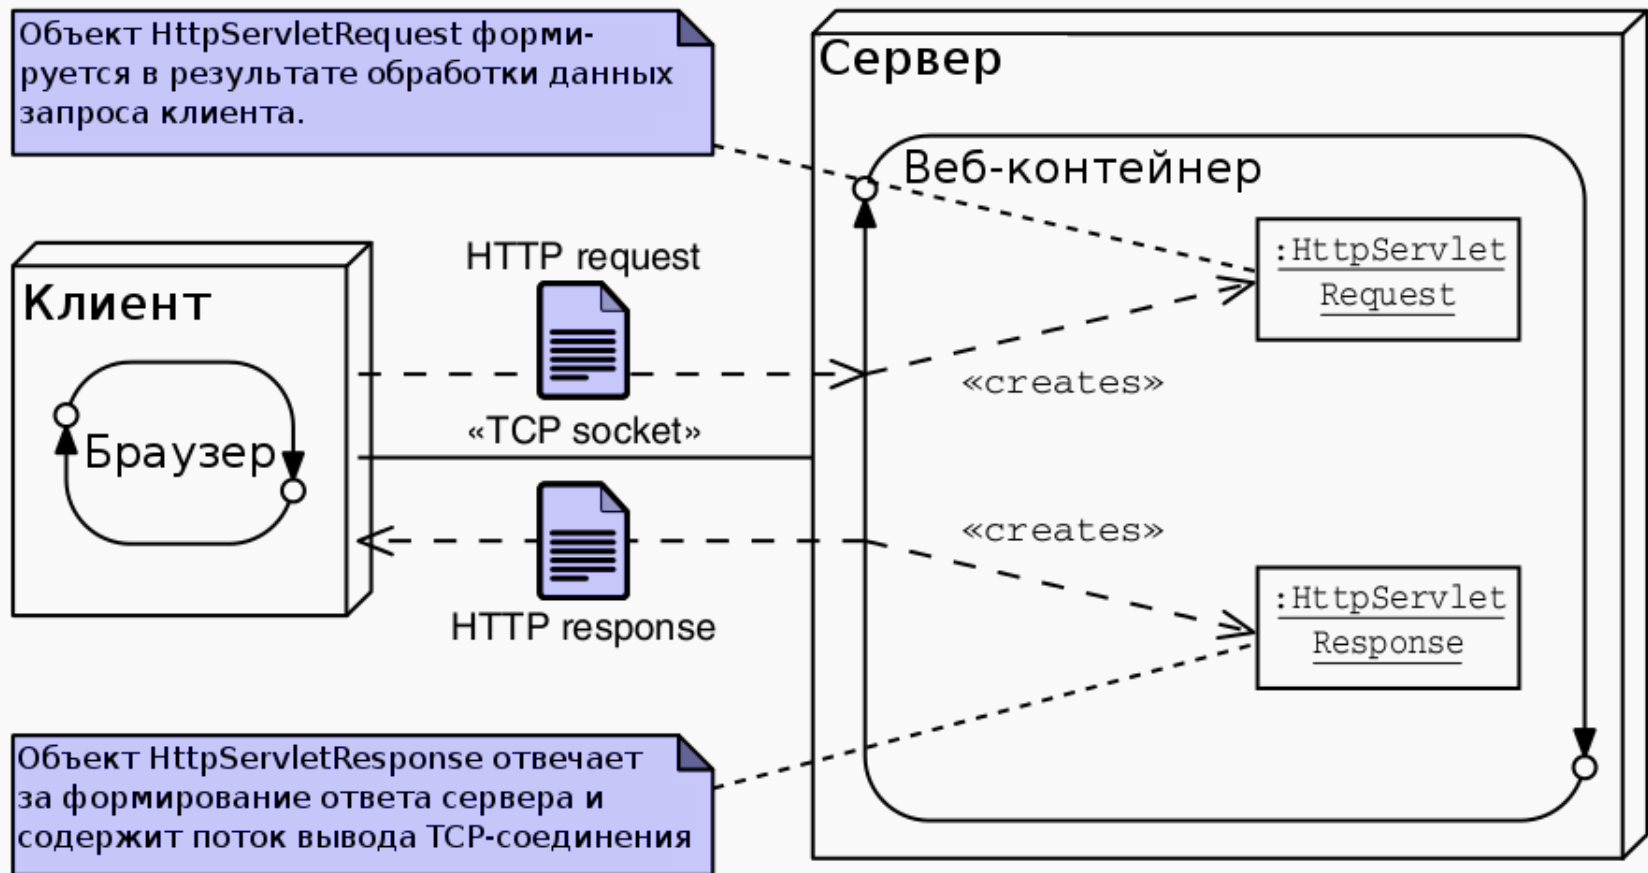 Объект HttpServletRequest форми-
руется в результате обработки данных
запроса клиента.
Сервер
Веб-контейнер
:HttpServlet
Request
HTTP request
«creates»
Клиент
Браузер
«TCP socket»
«creates»
HTTP response
:HttpServlet
Response
Объект HttpServletResponse отвечает
за формирование ответа сервера и
содержит поток вывода TCP-соединения